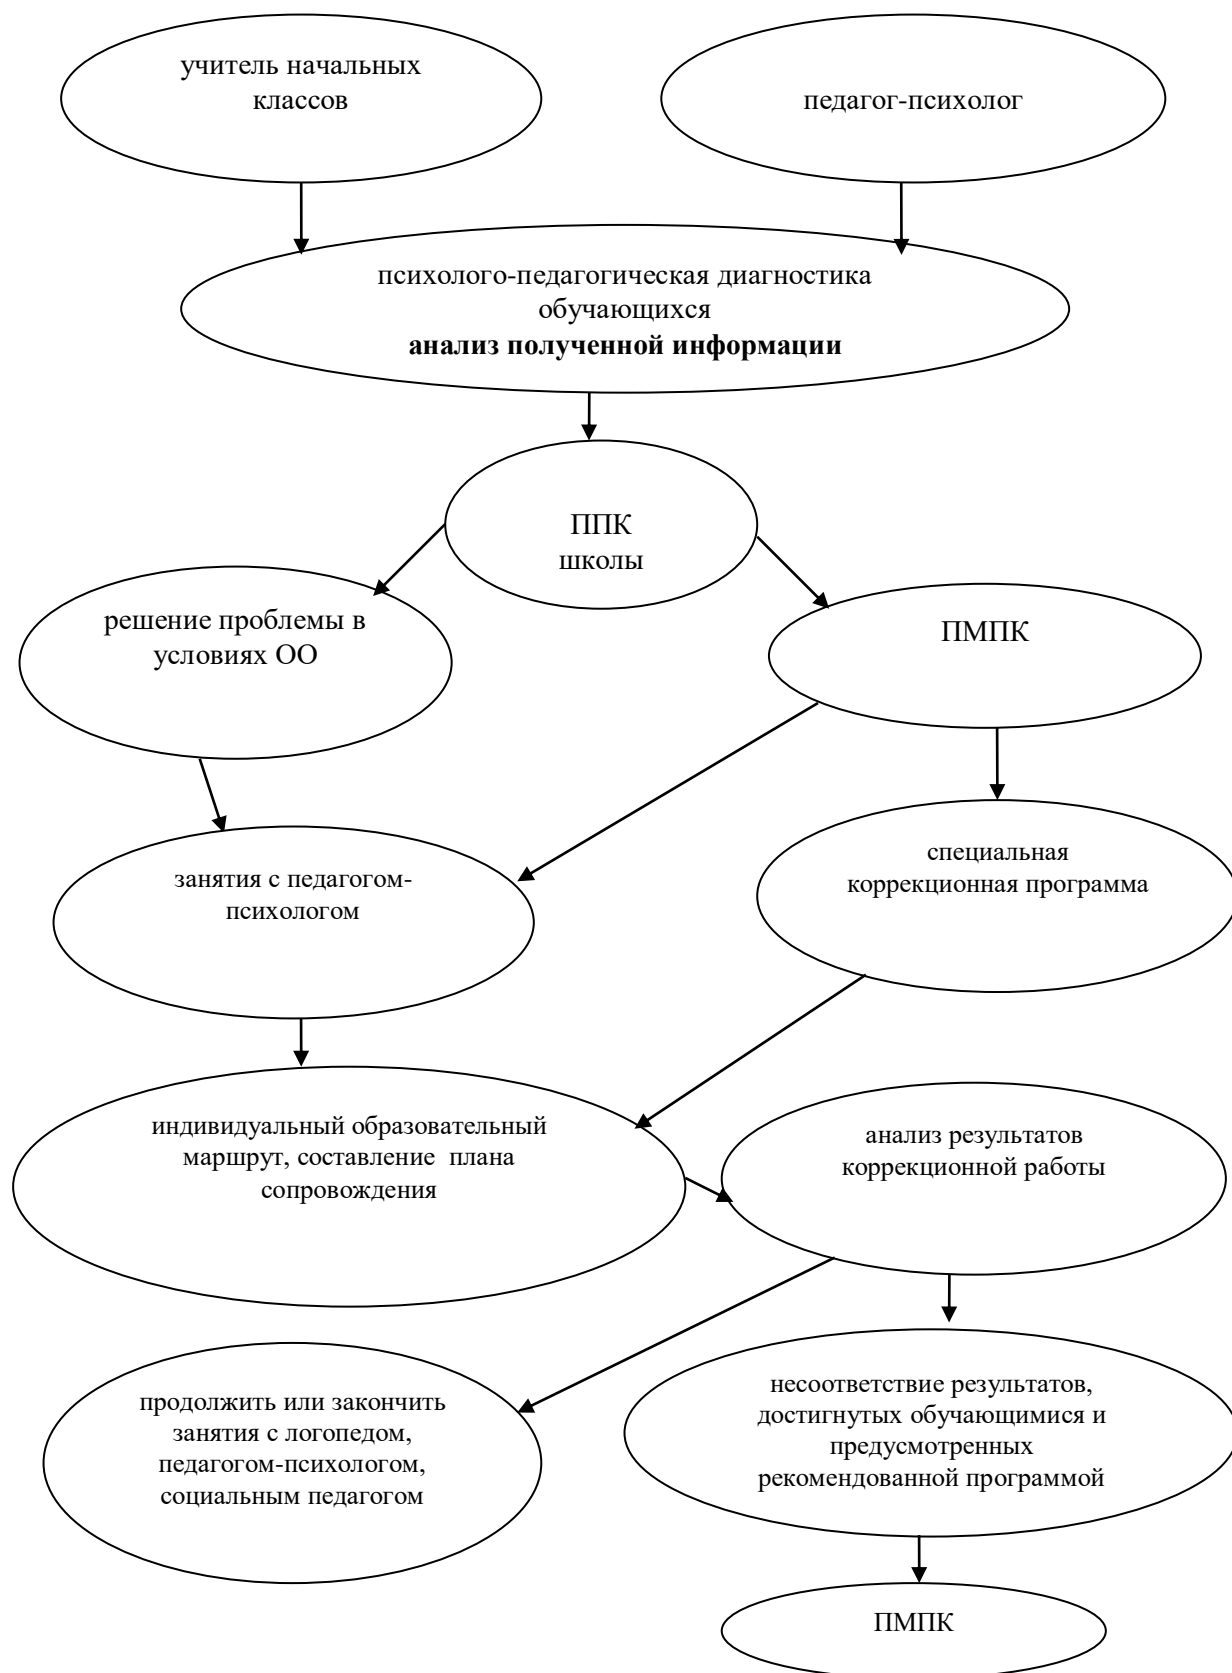 учитель начальных
классов
педагог-психолог
психолого-педагогическая диагностика
обучающихся
анализ полученной информации
ППК
школы
решение проблемы в
условиях ОО
ПМПК
занятия с педагогом-
психологом
специальная
коррекционная программа
индивидуальный образовательный
маршрут, составление плана
сопровождения
анализ результатов
коррекционной работы
продолжить или закончить
занятия с логопедом,
педагогом-психологом,
социальным педагогом
несоответствие результатов,
достигнутых обучающимися и
предусмотренных
рекомендованной программой
ПМПК